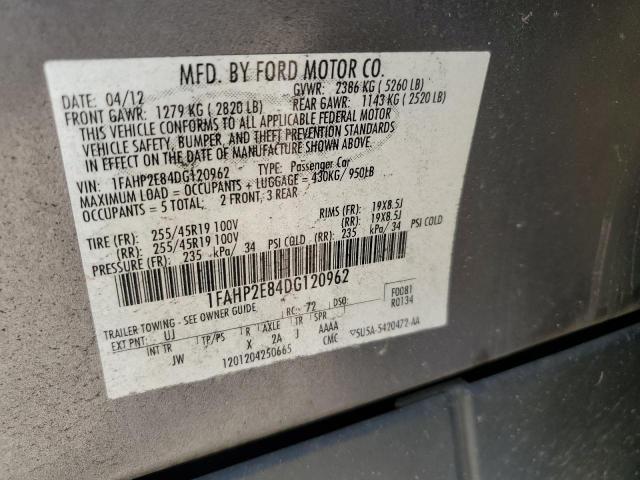 MFD. BY FORD MOTOR CO.
DATE: 04/12 GVWR: 2386 KG ( 5260 LB)
FRONT GAWR: 1279 KG ( 2820 LB) REAR GAWR: 1143 KG ( 2520 LB)
THIS VEHICLE CONFORMS TO ALL APPLICABLE FEDERAL MOTOR
VEHICLE SAFETY, BUMPER, AND THEFT PREVENTION STANDARDS
IN EFFECT ON THE DATE OF MANUFACTURE SHOWN ABOVE.
VIN: 1FAHP2E84DG120962 TYPE: Passenger Car
MAXIMUM LOAD = OCCUPANTS + LUGGAGE = 430KG/ 950LB
OCCUPANTS = 5 TOTAL: 2 FRONT, 3 REAR
TIRE (FR): 255/45R19 100V RIMS (FR): 19X8.5J
(RR): 255/45R19 100V (RR): 19X8.5J
PRESSURE (FR): 235 kPa/ 34 PSI COLD (RR): 235 kPa/ 34 PSI COLD
1FAHP2E84DG120962
TRAILER TOWING - SEE OWNER GUIDE RC: 72 DSO:
EXT PNT: UJ
INT TR TP/PS R AXLE TR SPR
JW X 2A J AAAA
1201204250665 CMC
F0081
R0134
5U5A-5420472-AA